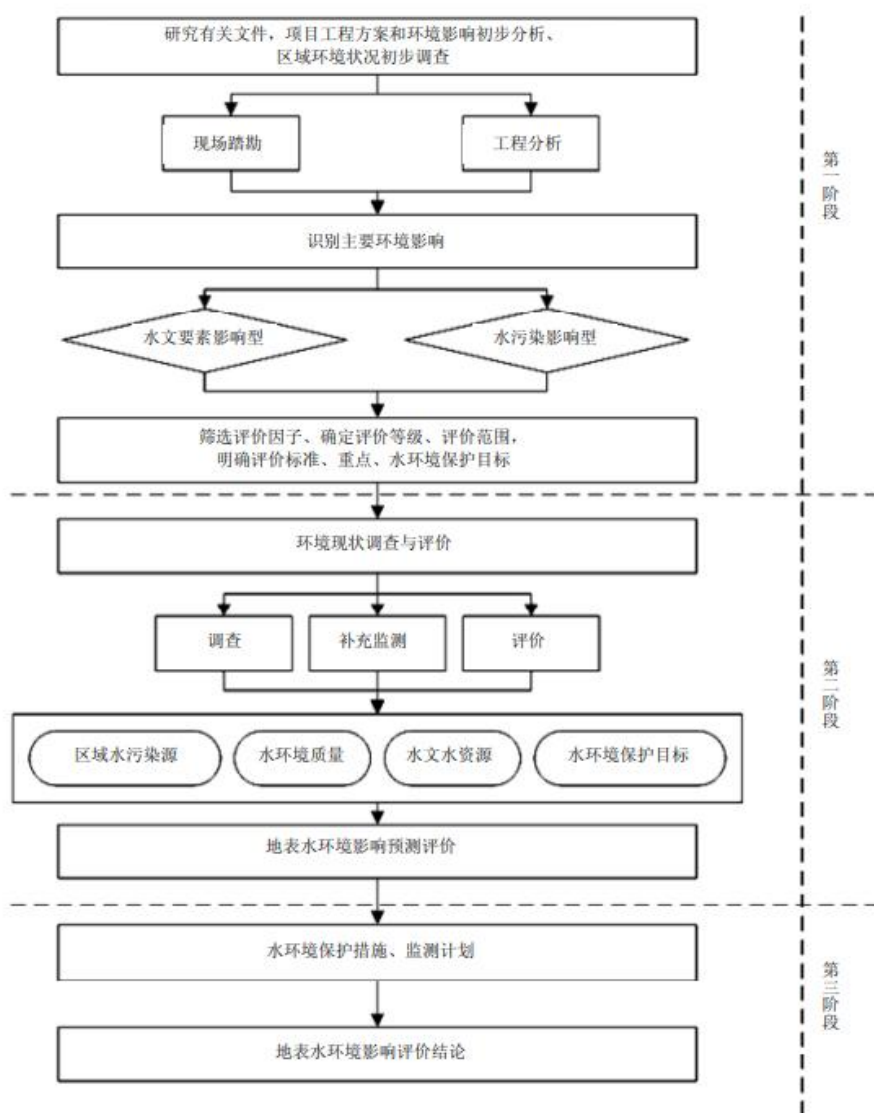 研究有关文件，项目工程方案和环境影响初步分析、
区域环境状况初步调查
现场踏勘
工程分析
识别主要环境影响
水文要素影响型
水污染影响型
筛选评价因子、确定评价等级、评价范围，
明确评价标准、重点、水环境保护目标
第一阶段
环境现状调查与评价
调查
补充监测
评价
区域水污染源
水环境质量
水文水资源
水环境保护目标
地表水环境影响预测评价
第二阶段
水环境保护措施、监测计划
地表水环境影响评价结论
第三阶段